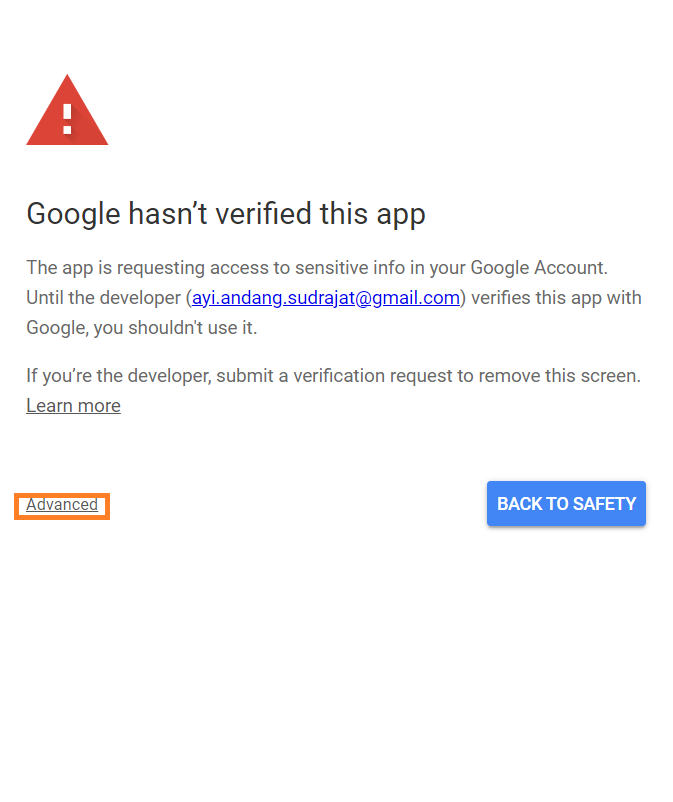 Google hasn’t verified this app
The app is requesting access to sensitive info in your Google Account.
Until the developer (ayi.andang.sudrajat@gmail.com) verifies this app with
Google, you shouldn't use it.
If you’re the developer, submit a verification request to remove this screen.
Learn more
Advanced
BACK TO SAFETY